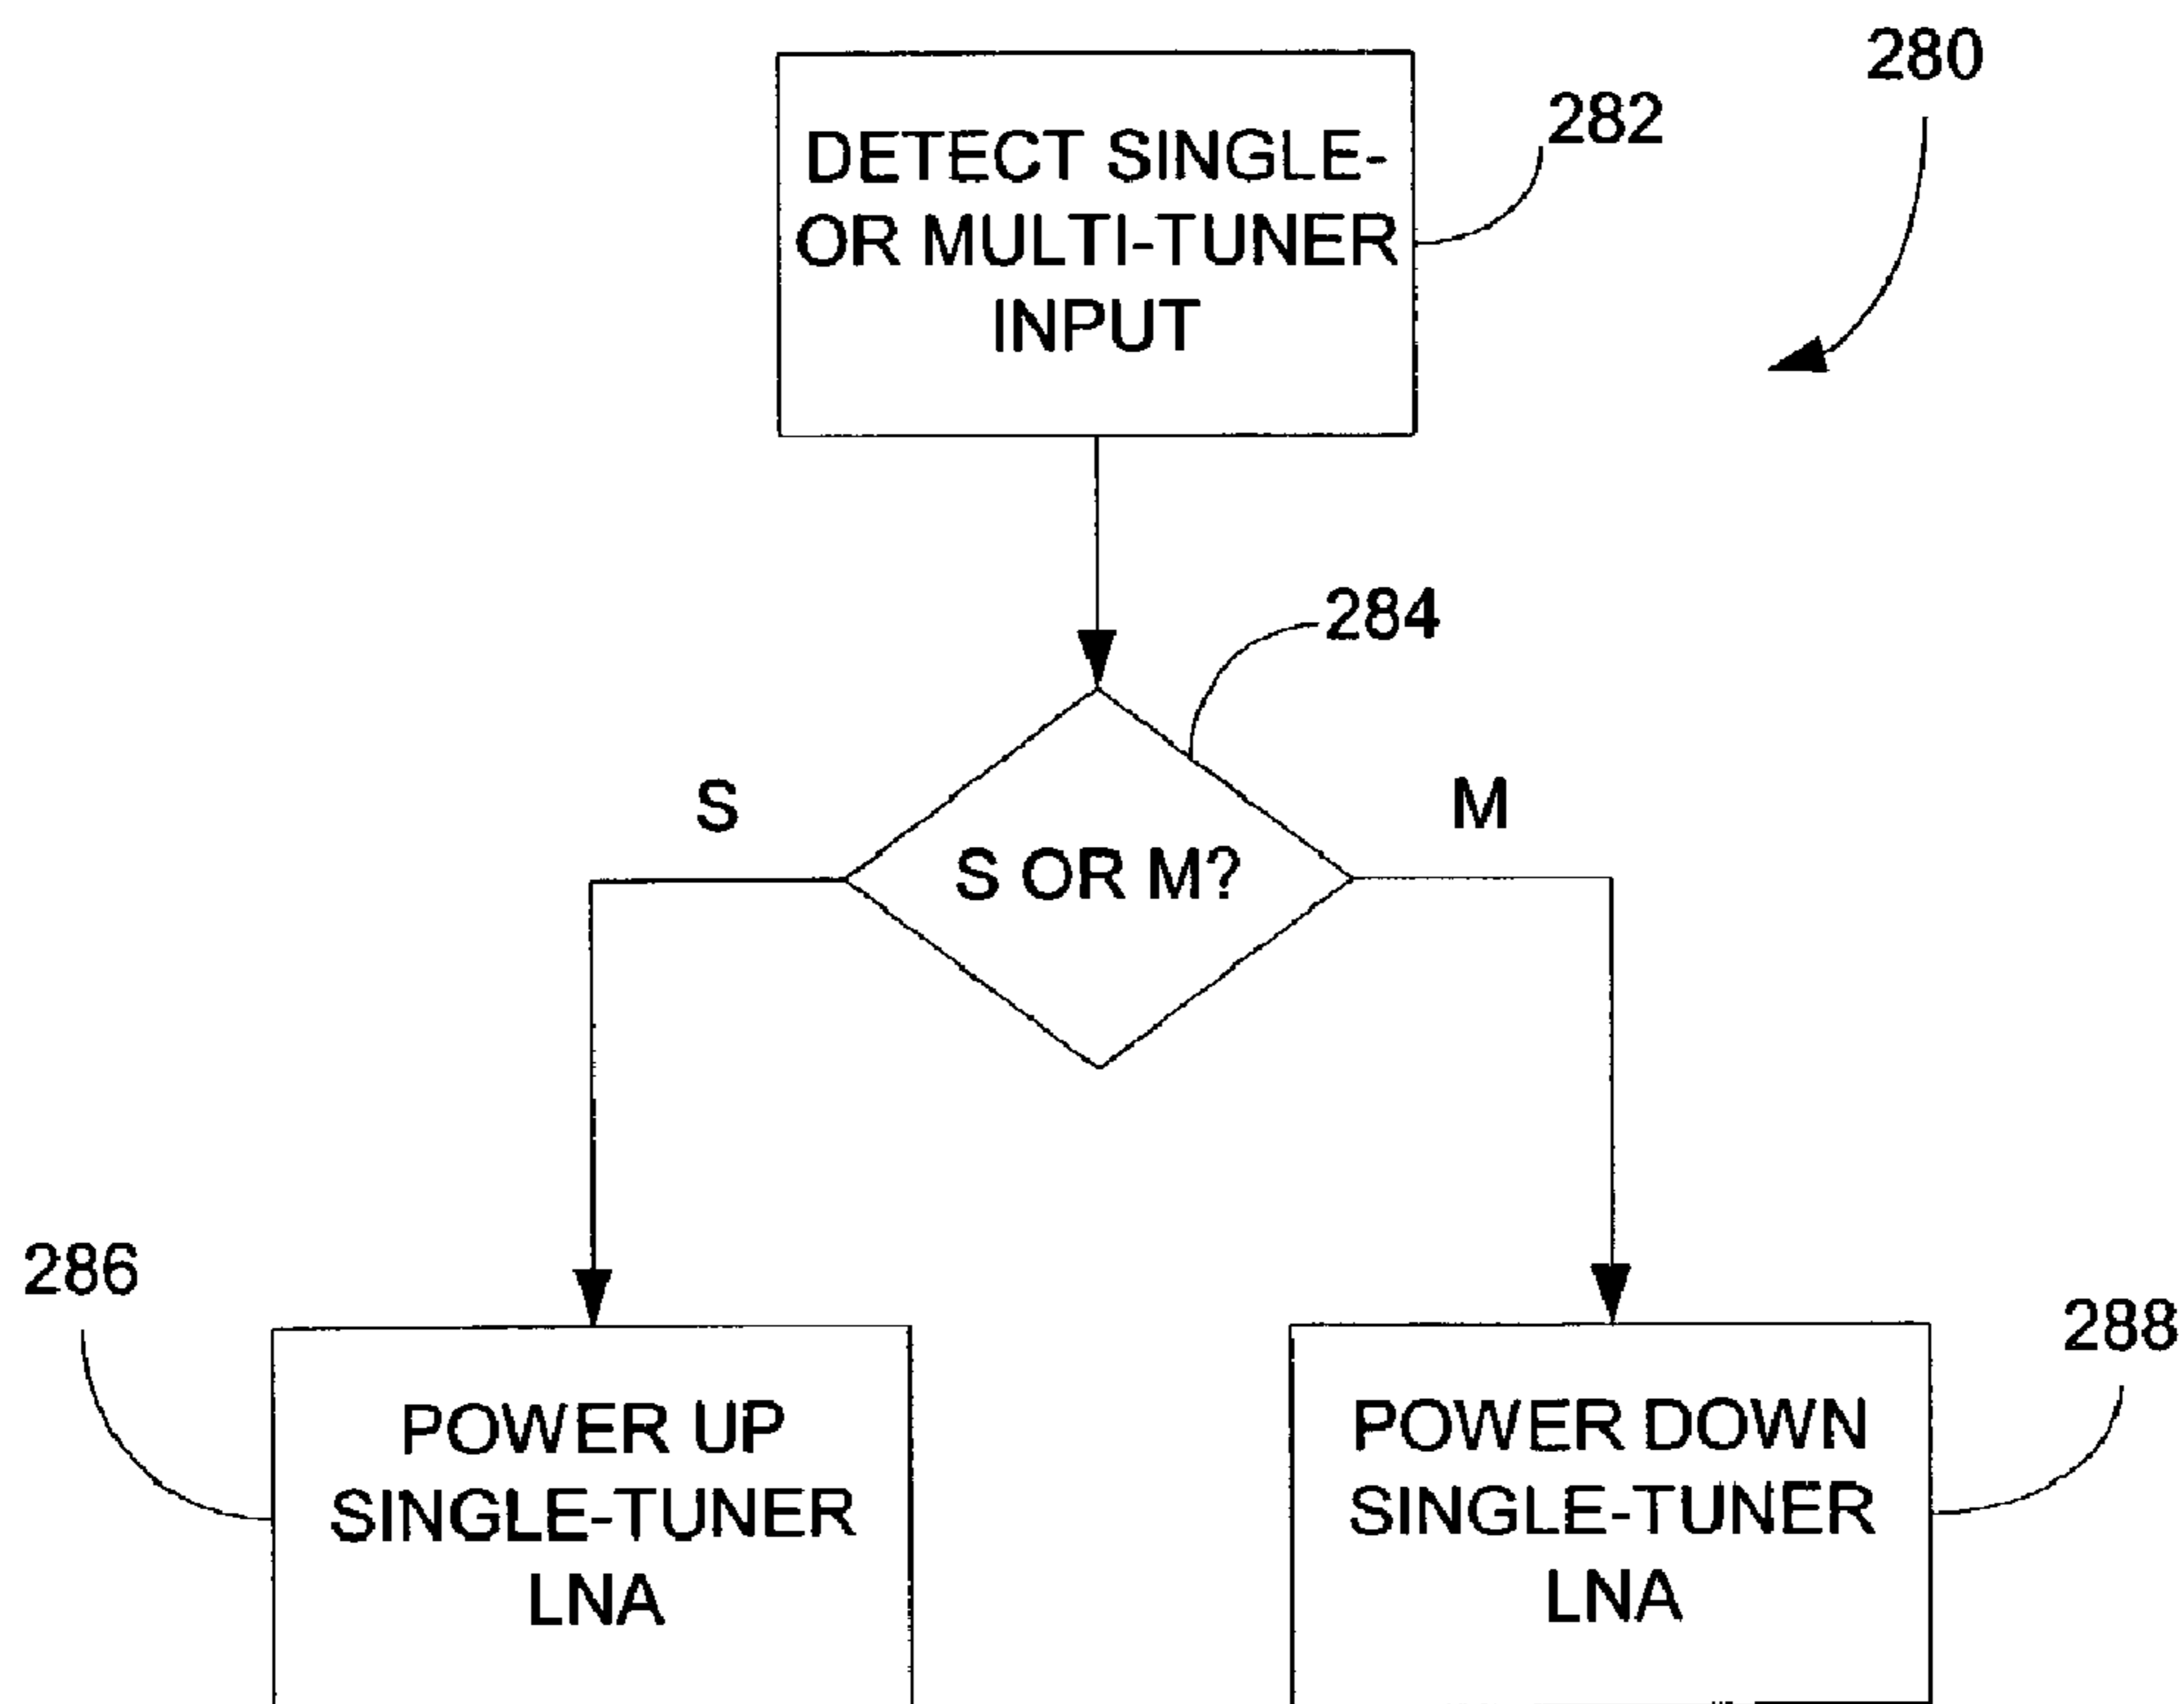 280
282
DETECT SINGLE-
OR MULTI-TUNER
INPUT
284
S
M
S OR M?
286
288
POWER UP
SINGLE-TUNER
LNA
POWER DOWN
SINGLE-TUNER
LNA